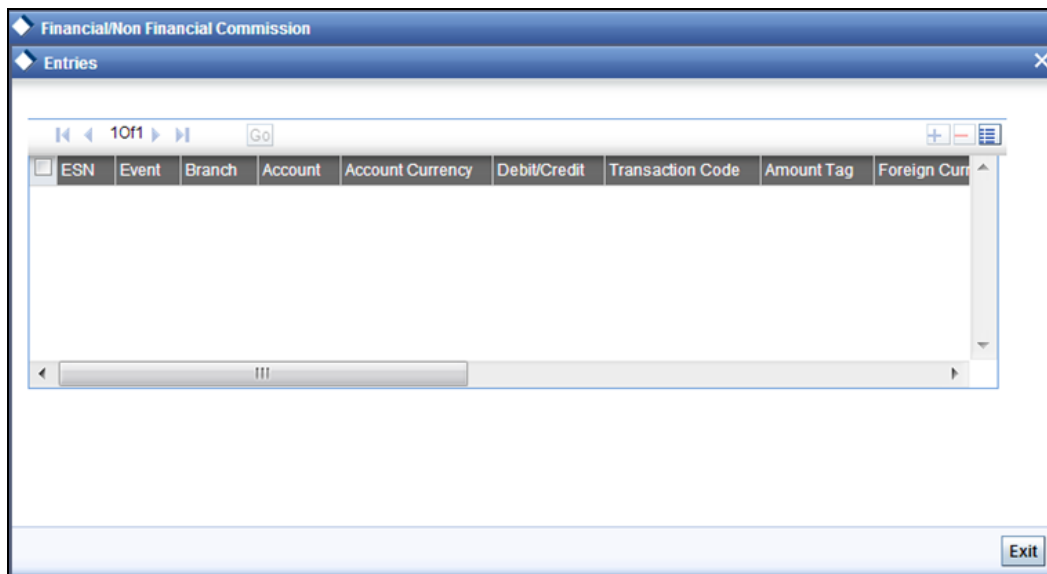 Financial/Non Financial Commission
Entries
1Of1 Go
ESN Event Branch Account Account Currency Debit/Credit Transaction Code Amount Tag Foreign Curr
Exit